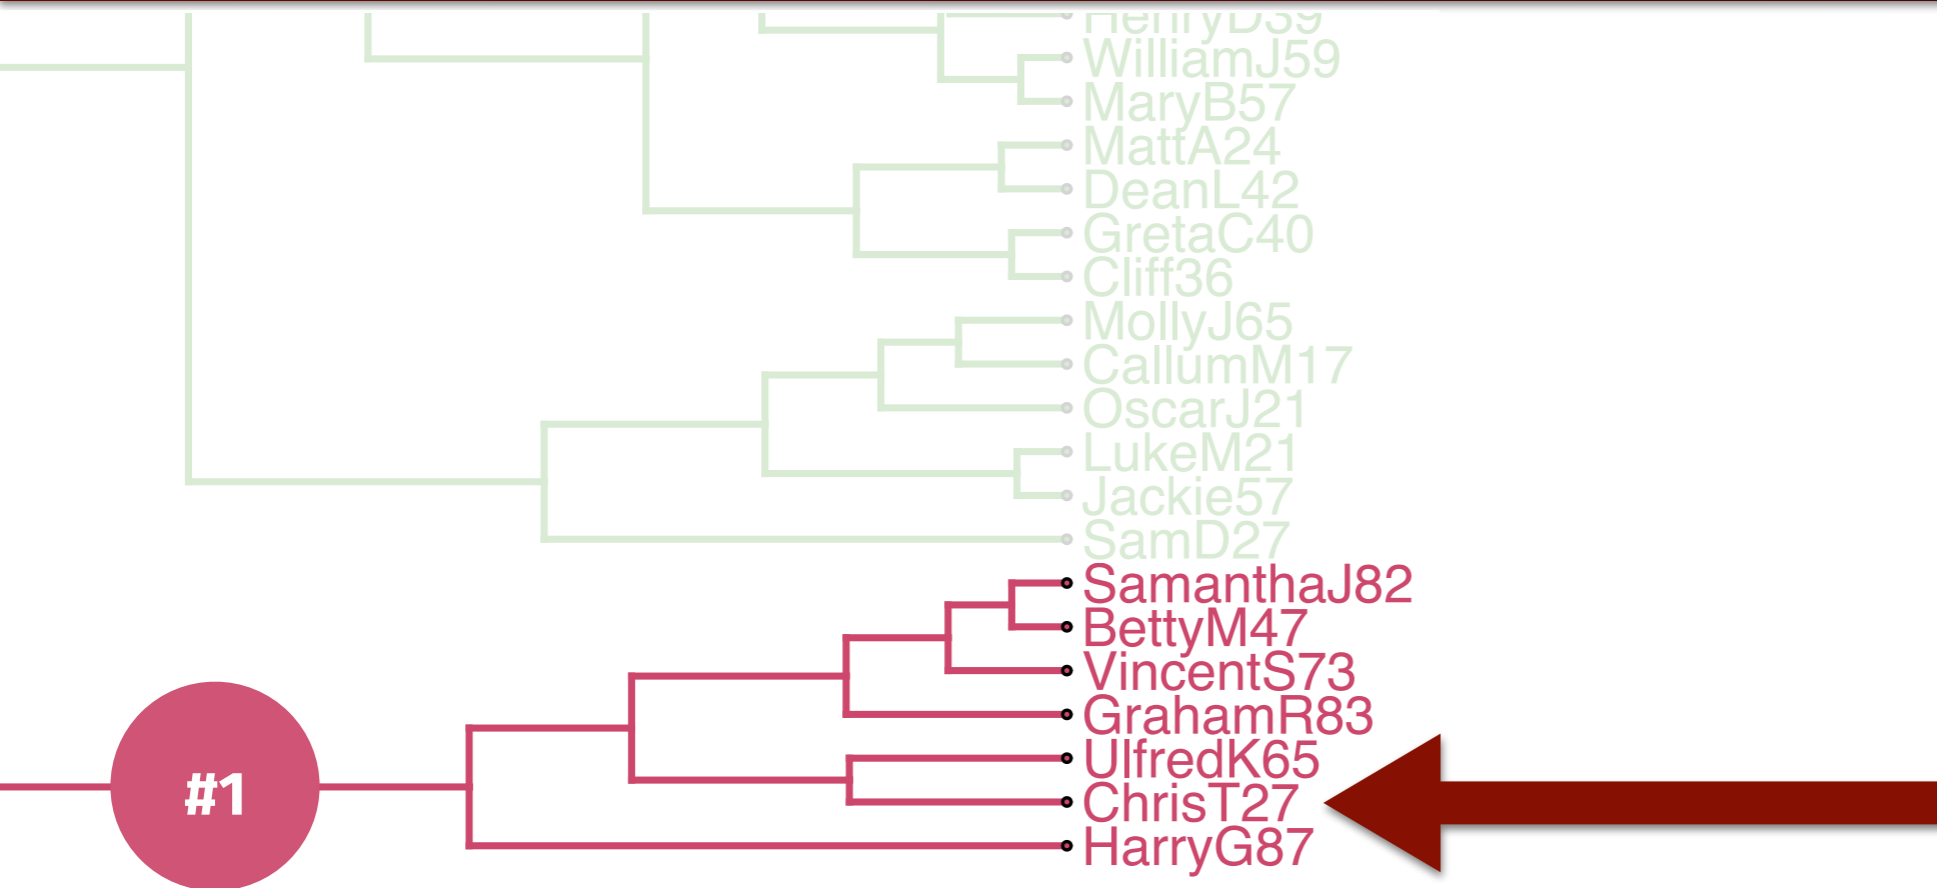 HenryD39
WilliamJ59
MaryB57
MattA24
DeanL42
GretaC40
Cliff36
MollyJ65
CallumM17
OscarJ21
LukeM21
Jackie57
SamD27
SamanthaJ82
BettyM47
VincentS73
GrahamR83
UlfredK65
#1
ChrisT27
HarryG87